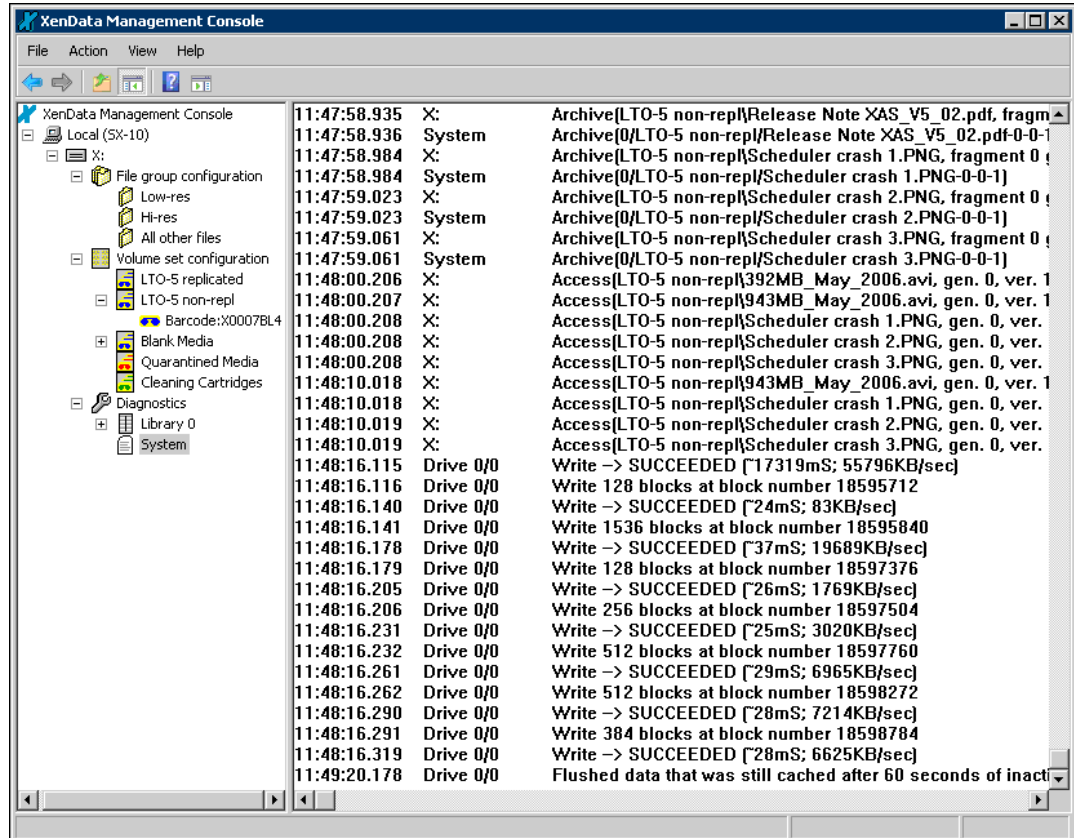 XenData Management Console
File Action View Help
XenData Management Console
Local (SX-10)
X:
File group configuration
Low-res
Hi-res
All other files
Volume set configuration
LTO-5 replicated
LTO-5 non-repl
Barcode:X0007BL4
Blank Media
Quarantined Media
Cleaning Cartridges
Diagnostics
Library 0
System
11:47:58.935 X: Archive(LTO-5 non-repl\Release Note XAS_V5_02.pdf, fragm
11:47:58.936 System Archive(0/LTO-5 non-repl/Release Note XAS_V5_02.pdf-0-0-1
11:47:58.984 X: Archive(LTO-5 non-repl\Scheduler crash 1.PNG, fragment 0 g
11:47:58.984 System Archive(0/LTO-5 non-repl/Scheduler crash 1.PNG-0-0-1)
11:47:59.023 X: Archive(LTO-5 non-repl\Scheduler crash 2.PNG, fragment 0 g
11:47:59.023 System Archive(0/LTO-5 non-repl/Scheduler crash 2.PNG-0-0-1)
11:47:59.061 X: Archive(LTO-5 non-repl\Scheduler crash 3.PNG, fragment 0 g
11:47:59.061 System Archive(0/LTO-5 non-repl/Scheduler crash 3.PNG-0-0-1)
11:48:00.206 X: Access(LTO-5 non-repl\392MB_May_2006.avi, gen. 0, ver. 1
11:48:00.207 X: Access(LTO-5 non-repl\943MB_May_2006.avi, gen. 0, ver. 1
11:48:00.208 X: Access(LTO-5 non-repl\Scheduler crash 1.PNG, gen. 0, ver.
11:48:00.208 X: Access(LTO-5 non-repl\Scheduler crash 2.PNG, gen. 0, ver.
11:48:00.208 X: Access(LTO-5 non-repl\Scheduler crash 3.PNG, gen. 0, ver.
11:48:10.018 X: Access(LTO-5 non-repl\943MB_May_2006.avi, gen. 0, ver. 1
11:48:10.018 X: Access(LTO-5 non-repl\Scheduler crash 1.PNG, gen. 0, ver.
11:48:10.019 X: Access(LTO-5 non-repl\Scheduler crash 2.PNG, gen. 0, ver.
11:48:10.019 X: Access(LTO-5 non-repl\Scheduler crash 3.PNG, gen. 0, ver.
11:48:16.115 Drive 0/0 Write -> SUCCEEDED (~17319mS; 55796KB/sec)
11:48:16.116 Drive 0/0 Write 128 blocks at block number 18595712
11:48:16.140 Drive 0/0 Write -> SUCCEEDED (~24mS; 83KB/sec)
11:48:16.141 Drive 0/0 Write 1536 blocks at block number 18595840
11:48:16.178 Drive 0/0 Write -> SUCCEEDED (~37mS; 19689KB/sec)
11:48:16.179 Drive 0/0 Write 128 blocks at block number 18597376
11:48:16.205 Drive 0/0 Write -> SUCCEEDED (~26mS; 1769KB/sec)
11:48:16.206 Drive 0/0 Write 256 blocks at block number 18597504
11:48:16.231 Drive 0/0 Write -> SUCCEEDED (~25mS; 3020KB/sec)
11:48:16.232 Drive 0/0 Write 512 blocks at block number 18597760
11:48:16.261 Drive 0/0 Write -> SUCCEEDED (~29mS; 6965KB/sec)
11:48:16.262 Drive 0/0 Write 512 blocks at block number 18598272
11:48:16.290 Drive 0/0 Write -> SUCCEEDED (~28mS; 7214KB/sec)
11:48:16.291 Drive 0/0 Write 384 blocks at block number 18598784
11:48:16.319 Drive 0/0 Write -> SUCCEEDED (~28mS; 6625KB/sec)
11:49:20.178 Drive 0/0 Flushed data that was still cached after 60 seconds of inacti